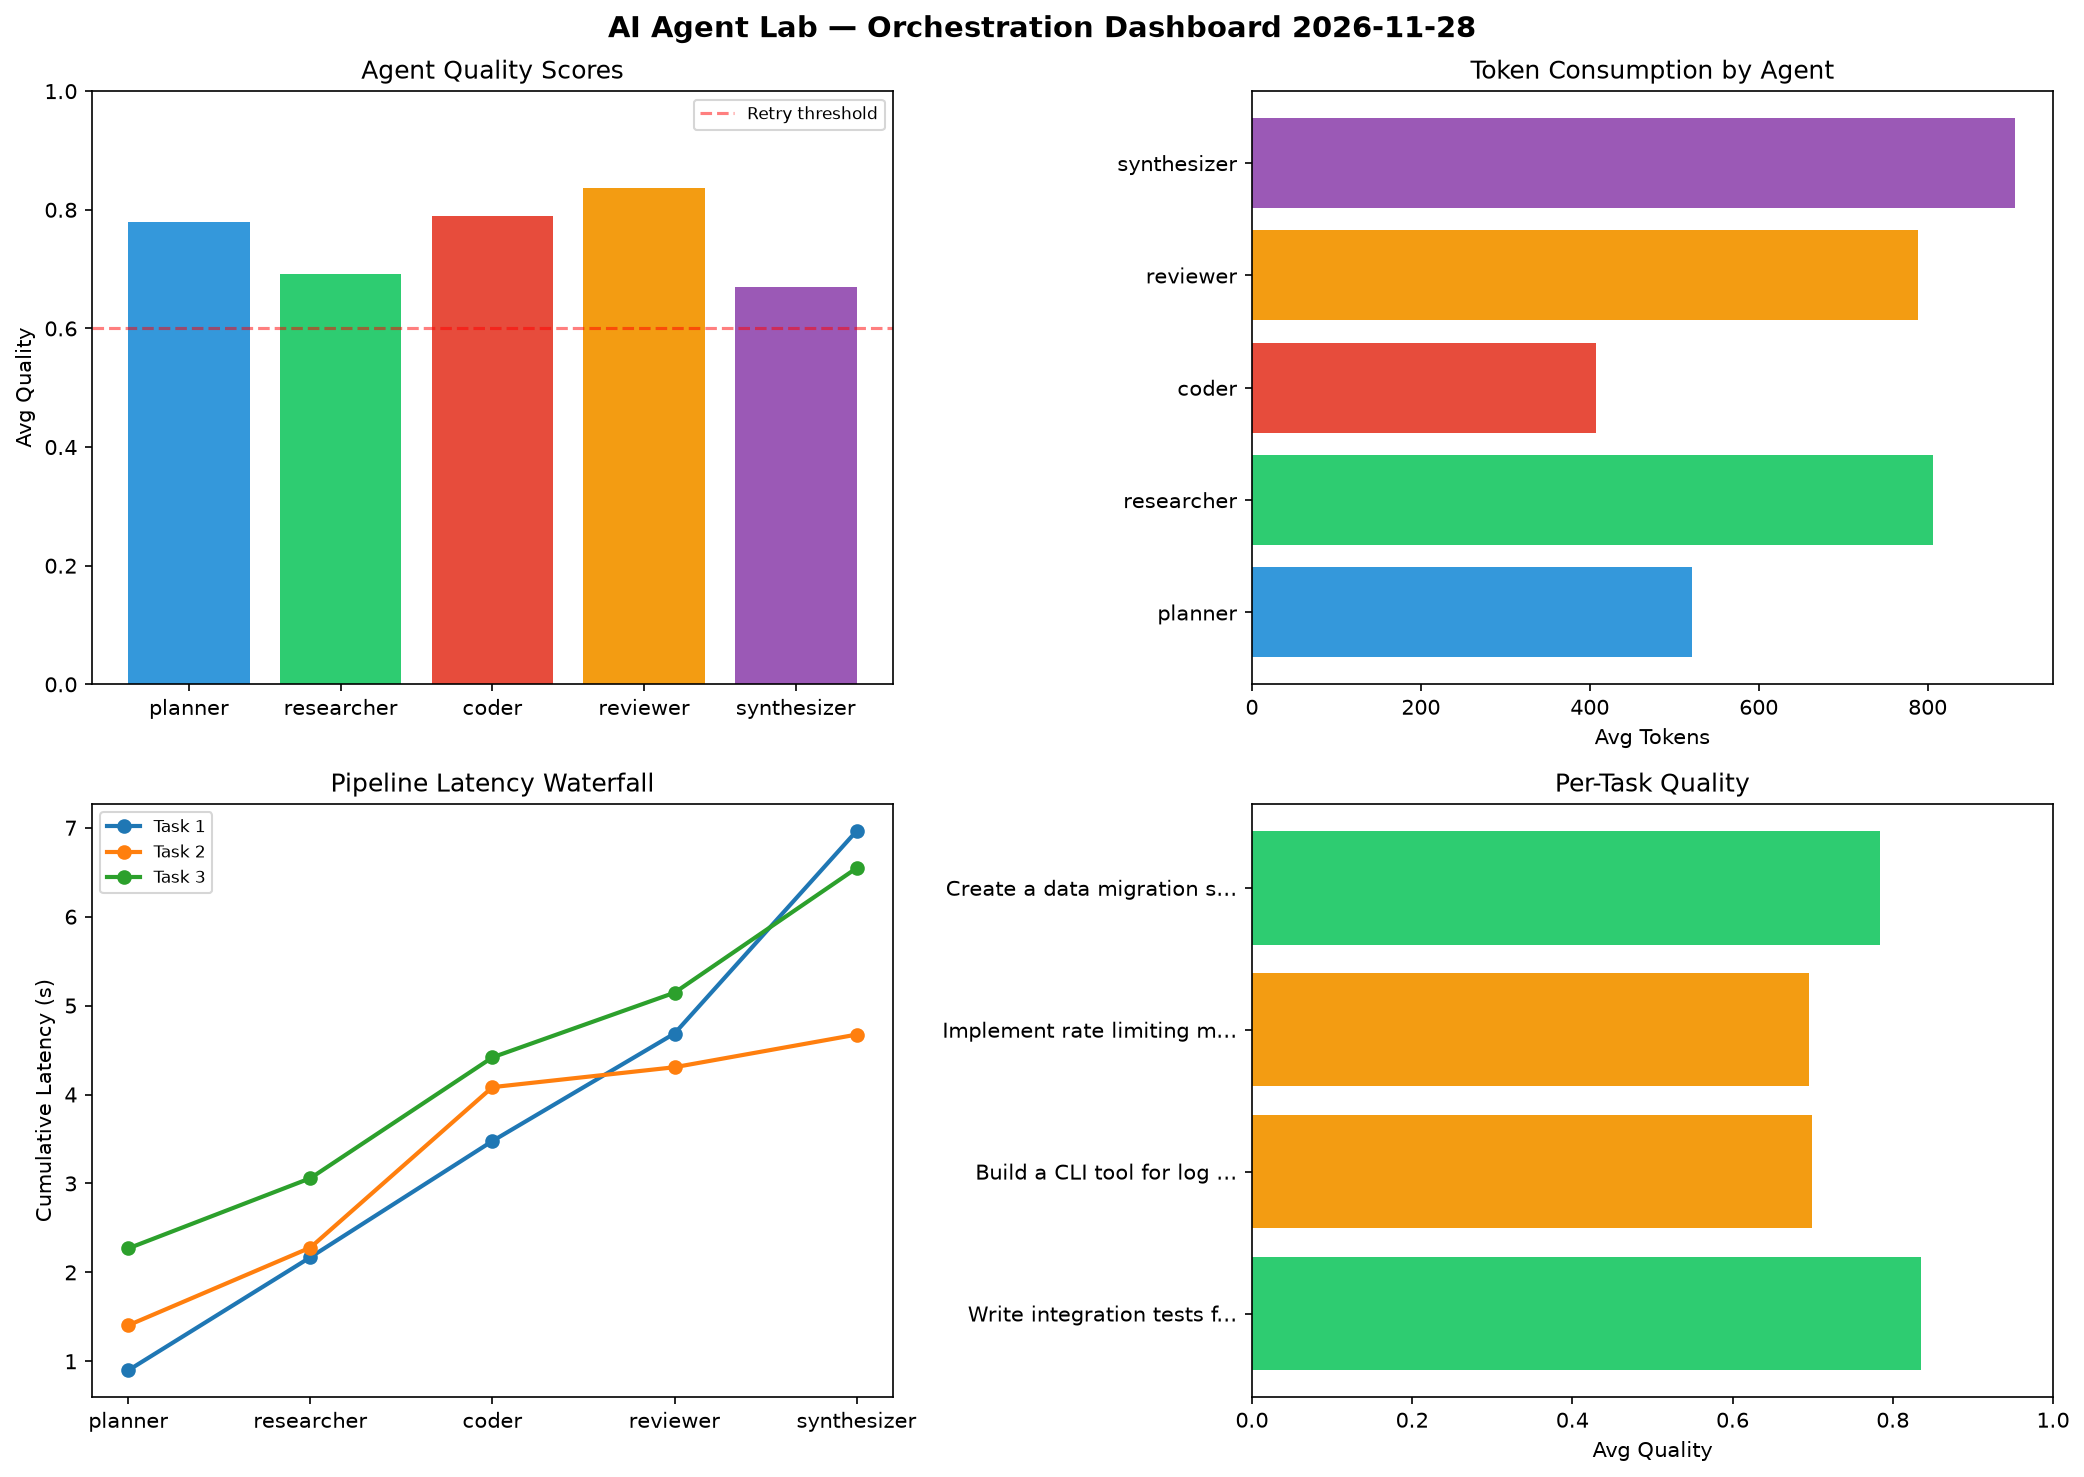 AI Agent Lab — Orchestration Dashboard 2026-11-28
Agent Quality Scores
Retry threshold
Avg Quality
1.0
0.8
0.6
0.4
0.2
0.0
planner researcher coder reviewer synthesizer
Token Consumption by Agent
synthesizer
reviewer
coder
researcher
planner
0 200 400 600 800
Avg Tokens
Pipeline Latency Waterfall
Task 1
Task 2
Task 3
Cumulative Latency (s)
7
6
5
4
3
2
1
planner researcher coder reviewer synthesizer
Per-Task Quality
Create a data migration s...
Implement rate limiting m...
Build a CLI tool for log ...
Write integration tests f...
0.0 0.2 0.4 0.6 0.8 1.0
Avg Quality